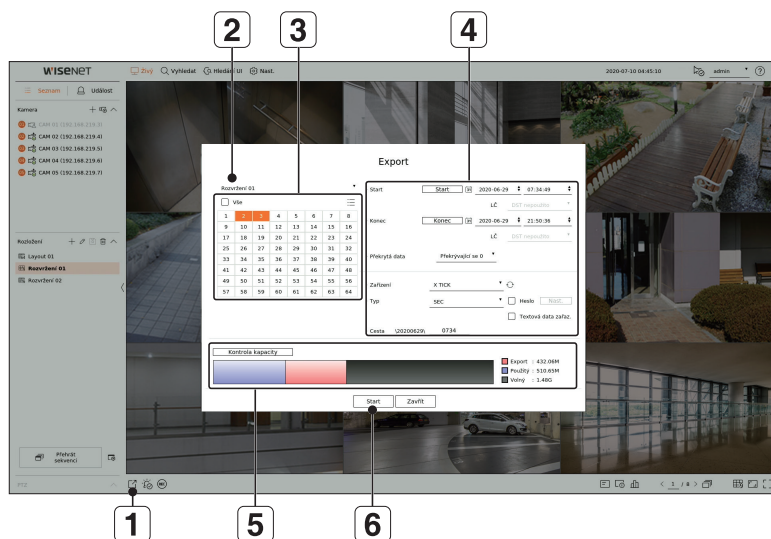 2
3
4
WISENET
Živý
Vyhledat
Hledání UI
Nast.
2020-07-10 04:45:10
admin
?
Seznam
Událost
Kamera
CAM 01 (192.168.219.3)
CAM 02 (192.168.219.4)
CAM 03 (192.168.219.5)
CAM 04 (192.168.219.6)
CAM 05 (192.168.219.7)
Rozložení
Layout 01
Rozvržení 01
Rozvržení 02
Přehrát
sekvenci
PTZ
Export
Rozvržení 01
Vše
1 2 3 4 5 6 7 8
9 10 11 12 13 14 15 16
17 18 19 20 21 22 23 24
25 26 27 28 29 30 31 32
33 34 35 36 37 38 39 40
41 42 43 44 45 46 47 48
49 50 51 52 53 54 55 56
57 58 59 60 61 62 63 64
Start Start 2020-06-29 07:34:49
LČ DST nepoužito
Konec Konec 2020-06-29 21:50:36
LČ DST nepoužito
Překrytá data Překrývající se 0
Zařízení X TICK
Typ SEC Heslo Nast.
Textová data zařaz.
Cesta \20200629\ 0734
Kontrola kapacity
Export : 432.06M
Použitý : 510.65M
Volný : 1.48G
Start Zavřít
1 / 8
1
5
6